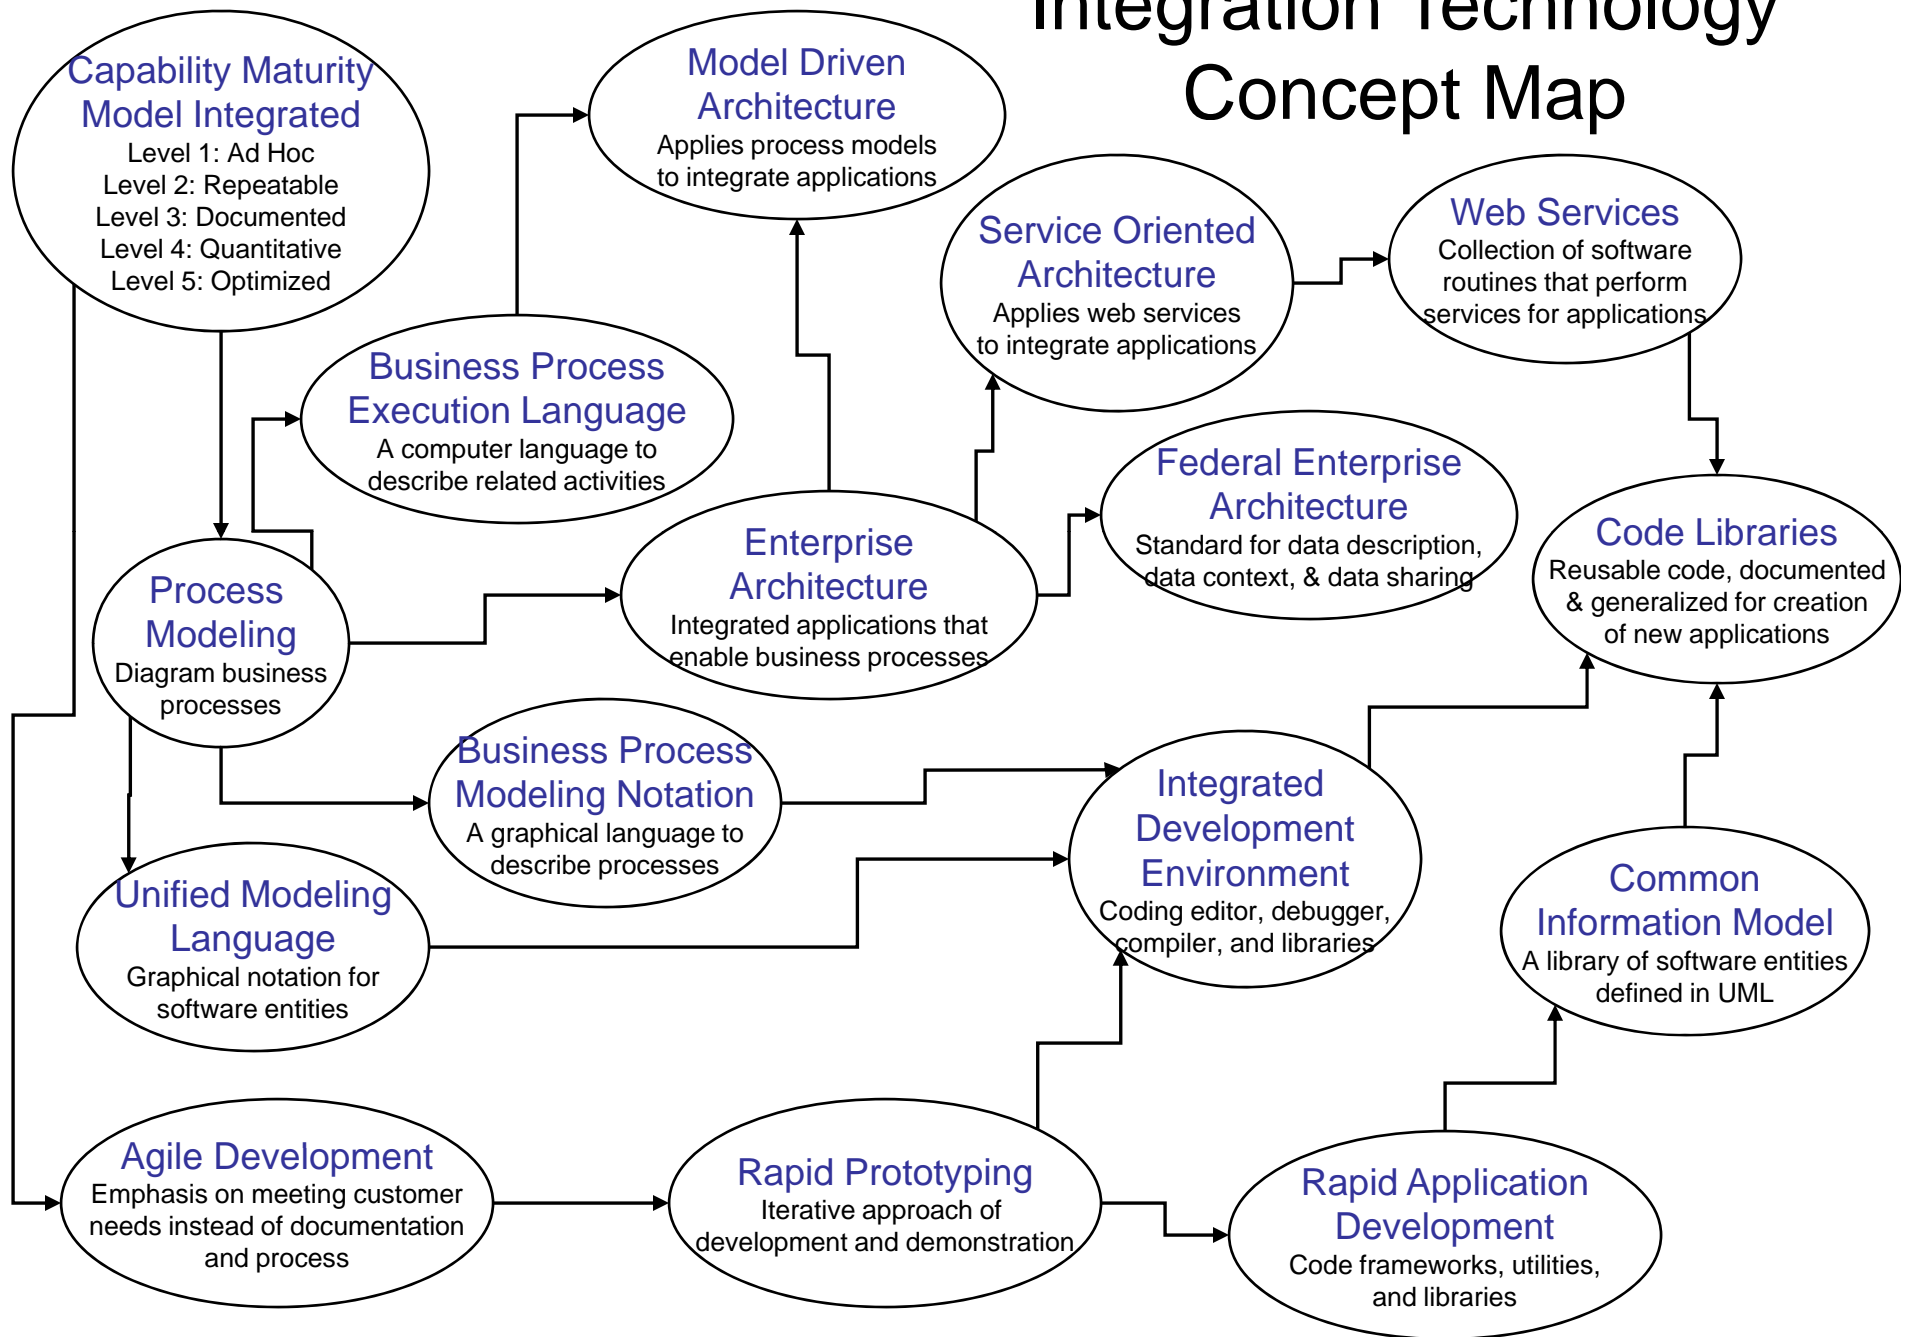 Integration Technology
Concept Map
Capability Maturity
Model Integrated
Level 1: Ad Hoc
Level 2: Repeatable
Level 3: Documented
Level 4: Quantitative
Level 5: Optimized
Model Driven
Architecture
Applies process models
to integrate applications
Service Oriented
Architecture
Applies web services
to integrate applications
Web Services
Collection of software
routines that perform
services for applications
Business Process
Execution Language
A computer language to
describe related activities
Federal Enterprise
Architecture
Standard for data description,
data context, & data sharing
Enterprise
Architecture
Integrated applications that
enable business processes
Code Libraries
Reusable code, documented
& generalized for creation
of new applications
Process
Modeling
Diagram business
processes
Business Process
Modeling Notation
A graphical language to
describe processes
Integrated
Development
Environment
Coding editor, debugger,
compiler, and libraries
Unified Modeling
Language
Graphical notation for
software entities
Common
Information Model
A library of software entities
defined in UML
Agile Development
Emphasis on meeting customer
needs instead of documentation
and process
Rapid Prototyping
Iterative approach of
development and demonstration
Rapid Application
Development
Code frameworks, utilities,
and libraries